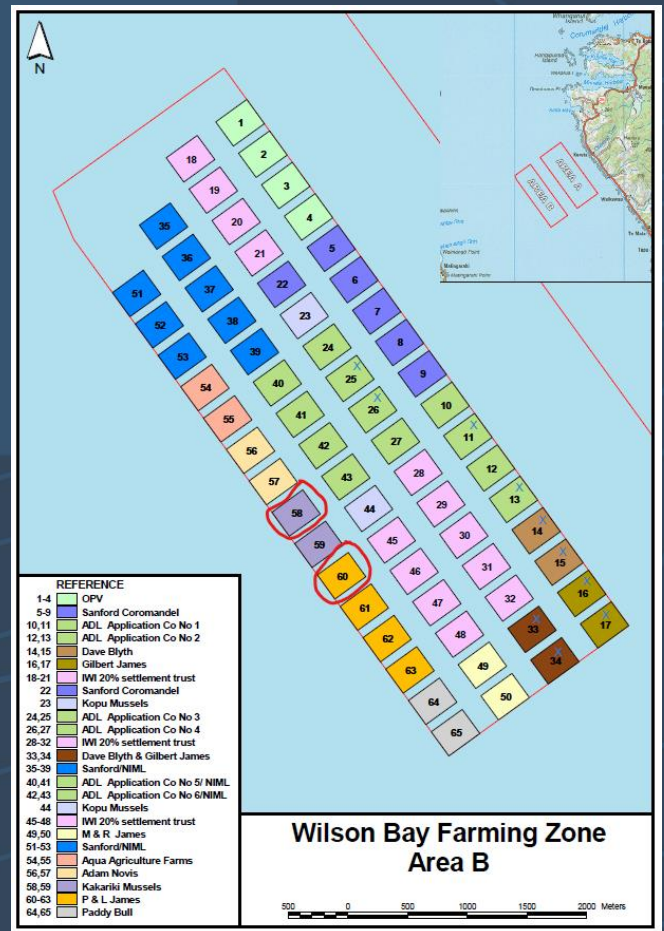 N
1
2
3
4
5
6
7
8
9
10
11
12
13
14
15
16
17
18
19
20
21
22
23
24
25
26
27
28
29
30
31
32
33
34
35
36
37
38
39
40
41
42
43
44
45
46
47
48
49
50
51
52
53
54
55
56
57
58
59
60
61
62
63
64
65
X
X
X
X
X
X
X
X
X
X
AREA A
AREA B
REFERENCE
1-4 OPV
5-9 Sanford Coromandel
10,11 ADL Application Co No 1
12,13 ADL Application Co No 2
14,15 Dave Blyth
16,17 Gilbert James
18-21 IWI 20% settlement trust
22 Sanford Coromandel
23 Kopu Mussels
24,25 ADL Application Co No 3
26,27 ADL Application Co No 4
28-32 IWI 20% settlement trust
33,34 Dave Blyth & Gilbert James
35-39 Sanford/NIML
40,41 ADL Application Co No 5/ NIML
42,43 ADL Application Co No 6/NIML
44 Kopu Mussels
45-48 IWI 20% settlement trust
49,50 M & R James
51-53 Sanford/NIML
54,55 Aqua Agriculture Farms
56,57 Adam Novis
58,59 Kakariki Mussels
60-63 P & L James
64,65 Paddy Bull
Wilson Bay Farming Zone
Area B
500 0 500 1000 1500 2000 Meters